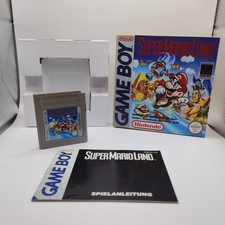 SUPER MARIO LAND
GAME BOY
Nintendo
GAME BOY
SUPER MARIO LAND
SPIELANLEITUNG